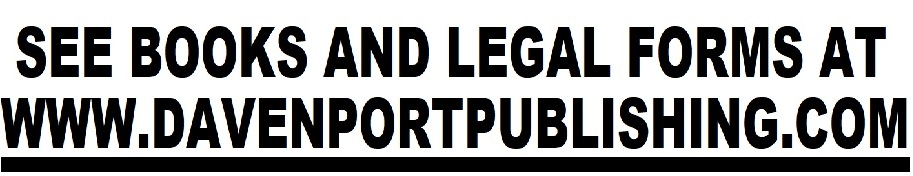 SEE BOOKS AND LEGAL FORMS AT
WWW.DAVENPORTPUBLISHING.COM